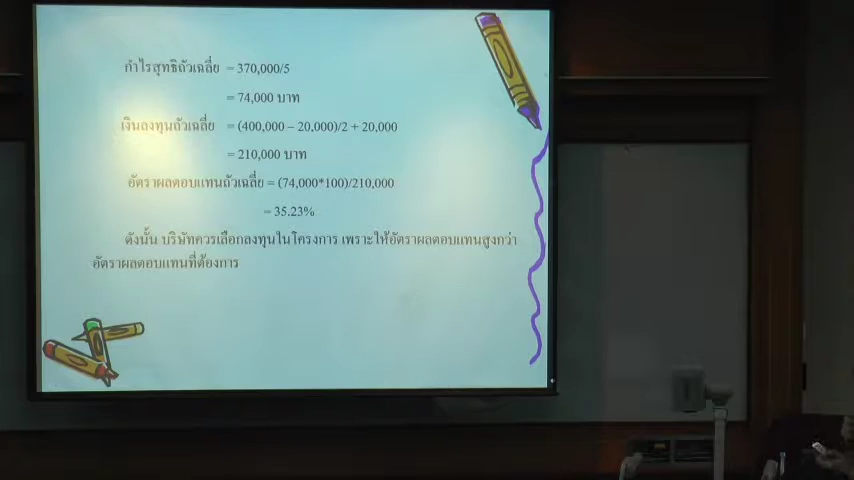 กำไรสุทธิถัวเฉลี่ย = 370,000/5
= 74,000 บาท
เงินลงทุนถัวเฉลี่ย = (400,000 – 20,000)/2 + 20,000
= 210,000 บาท
อัตราผลตอบแทนถัวเฉลี่ย = (74,000*100)/210,000
= 35.23%
ดังนั้น บริษัทควรเลือกลงทุนในโครงการ เพราะให้อัตราผลตอบแทนสูงกว่า
อัตราผลตอบแทนที่ต้องการ